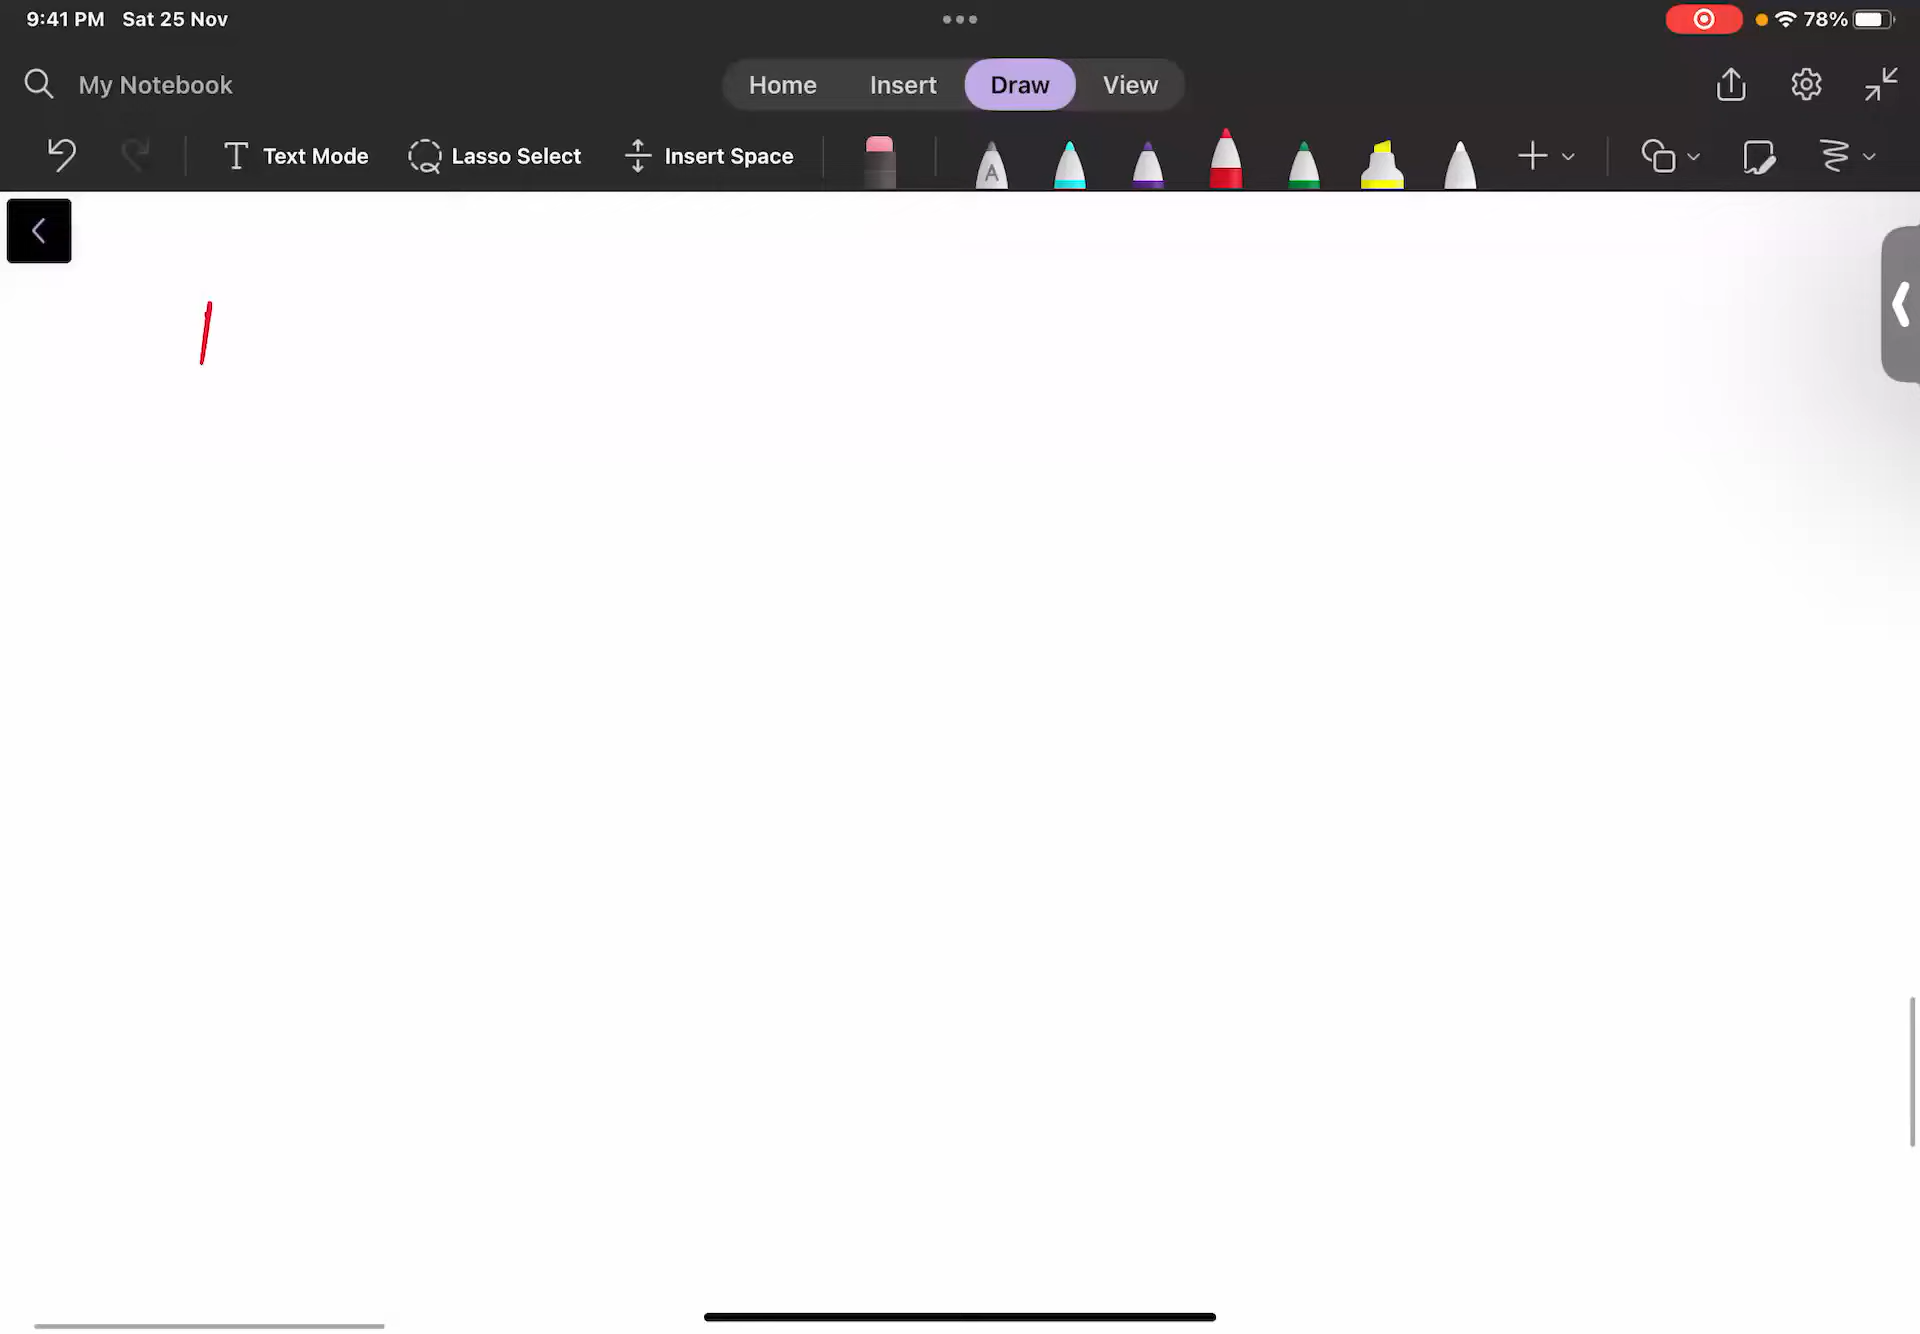 9:41 PM Sat 25 Nov
78%
My Notebook
Home Insert Draw View
Text Mode Lasso Select Insert Space
A